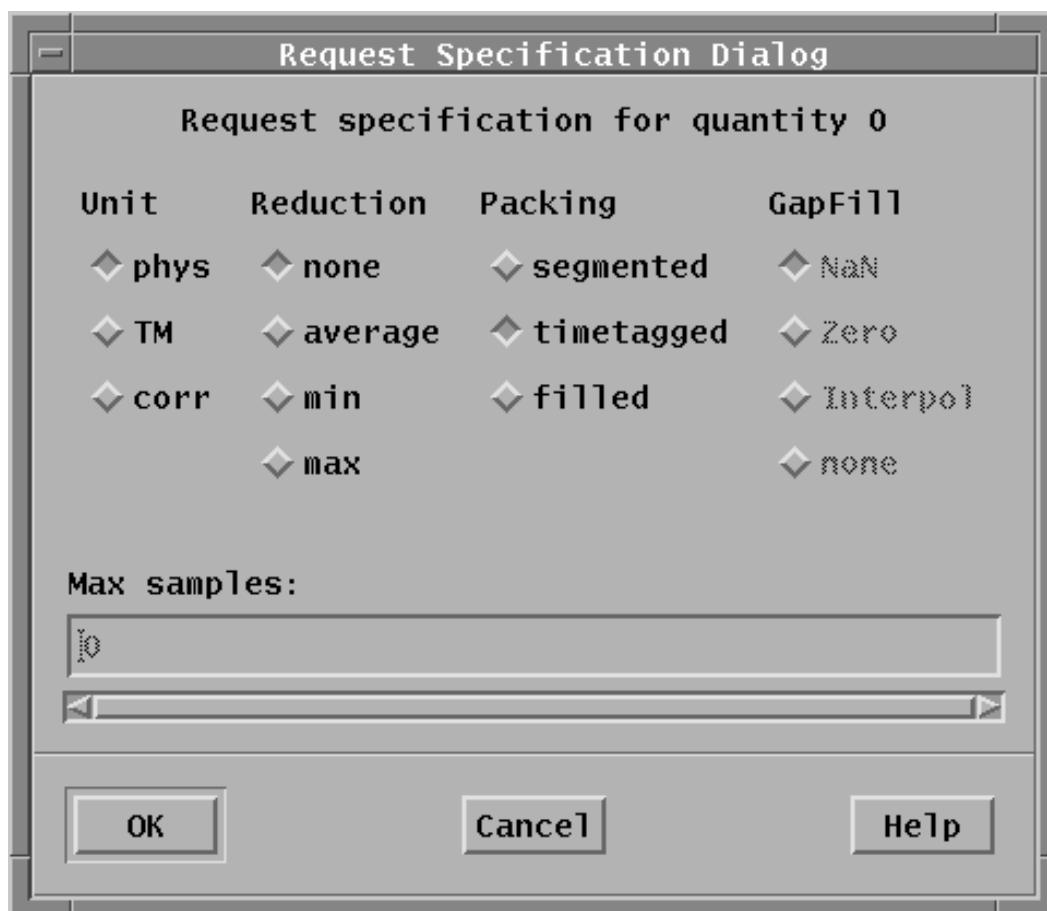 Request Specification Dialog
Request specification for quantity 0
Unit Reduction Packing GapFill
phys none segmented NaN
TM average timetagged Zero
corr min filled Interpol
max none
Max samples:
0
OK Cancel Help